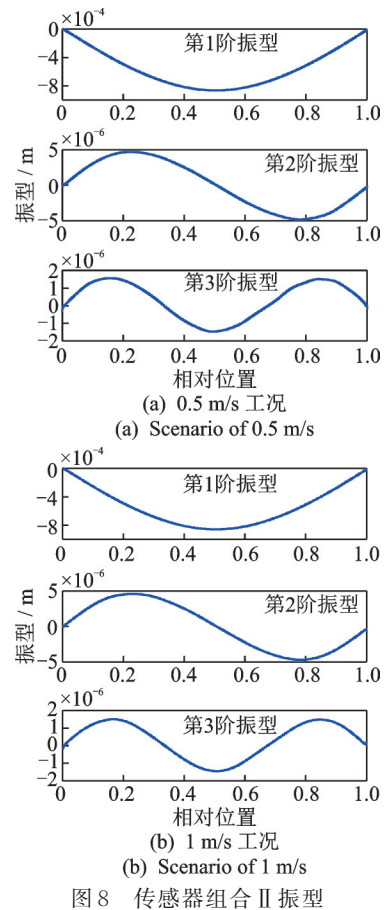 ×10⁻⁴
0
−4
−8
第1阶振型
0 0.2 0.4 0.6 0.8 1.0
×10⁻⁶
5
0
−5
第2阶振型
振型 / m
0 0.2 0.4 0.6 0.8 1.0
×10⁻⁶
2
1
0
−1
2
第3阶振型
0 0.2 0.4 0.6 0.8 1.0
相对位置
(a) 0.5 m/s 工况
(a) Scenario of 0.5 m/s
×10⁻⁴
0
−4
−8
第1阶振型
0 0.2 0.4 0.6 0.8 1.0
×10⁻⁶
5
0
−5
第2阶振型
振型 / m
0 0.2 0.4 0.6 0.8 1.0
×10⁻⁶
2
1
0
−1
−2
第3阶振型
0 0.2 0.4 0.6 0.8 1.0
相对位置
(b) 1 m/s 工况
(b) Scenario of 1 m/s
图8 传感器组合Ⅱ振型